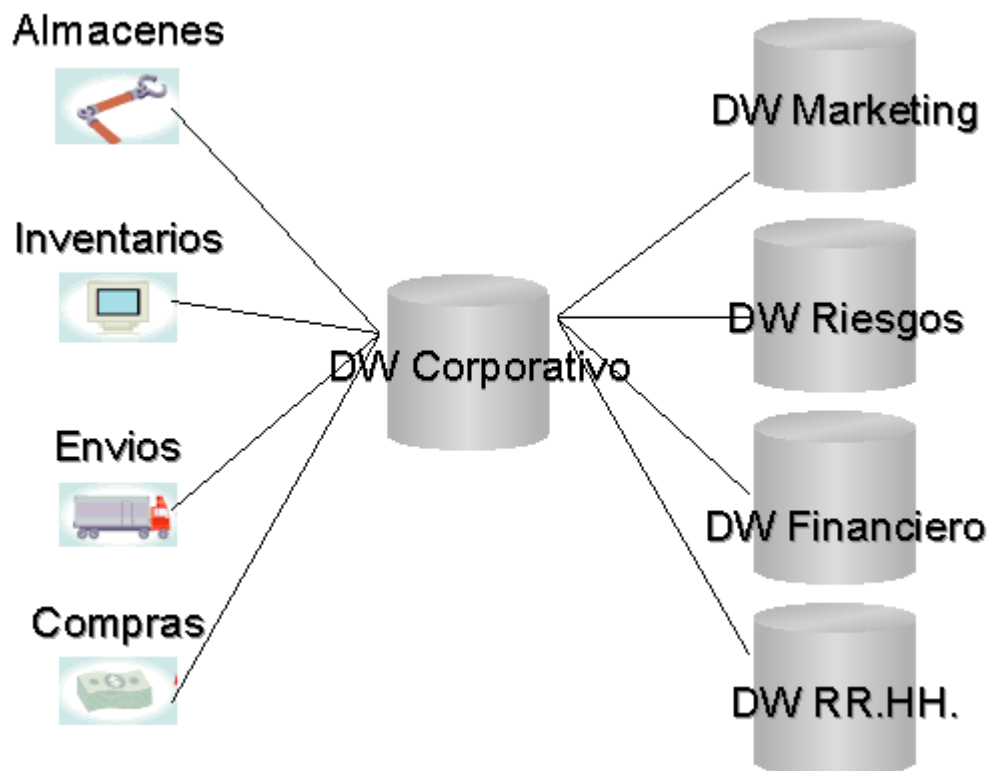 Almacenes
Inventarios
Envios
Compras
DW Corporativo
DW Marketing
DW Riesgos
DW Financiero
DW RR.HH.